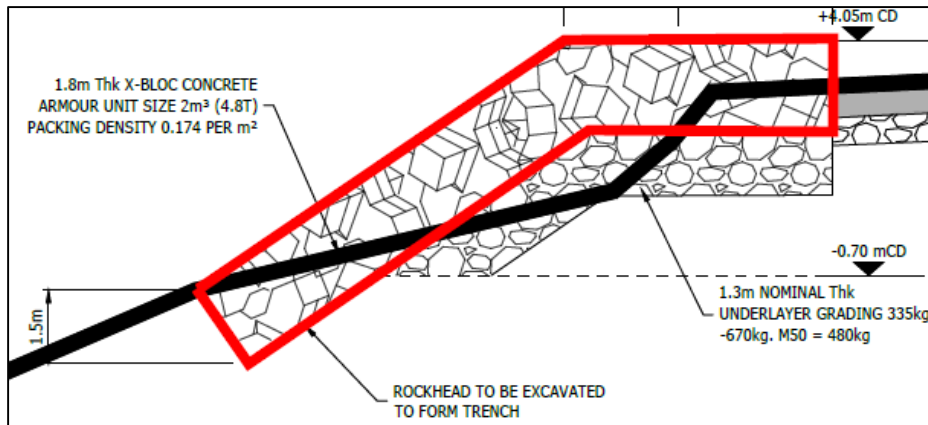 +4.05m CD
1.8m Thk X-BLOC CONCRETE
ARMOUR UNIT SIZE 2m³ (4.8T)
PACKING DENSITY 0.174 PER m²
-0.70 mCD
1.3m NOMINAL Thk
UNDERLAYER GRADING 335kg
-670kg. M50 = 480kg
1.5m
ROCKHEAD TO BE EXCAVATED
TO FORM TRENCH